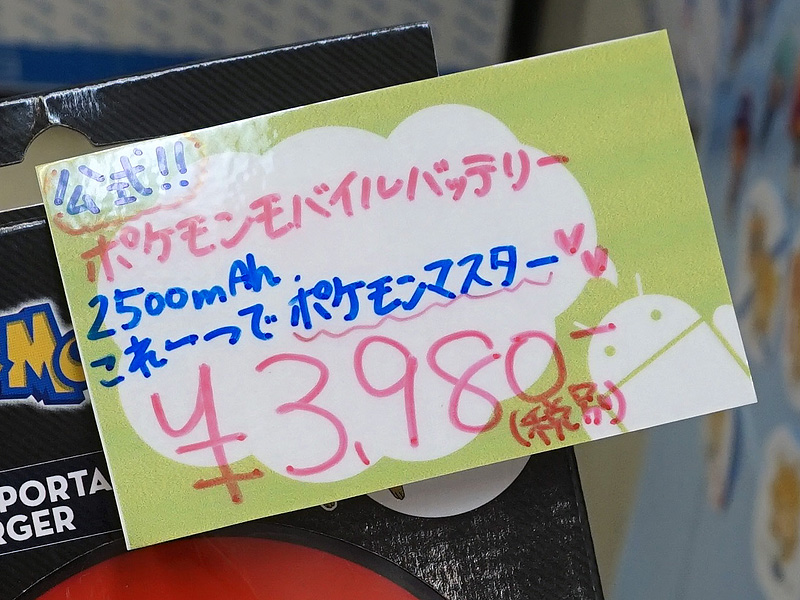 公式!!
ポケモンモバイルバッテリー
2500mAh.
これ一つでポケモンマスター
¥3,980-
(税別)
PORTA
RGER